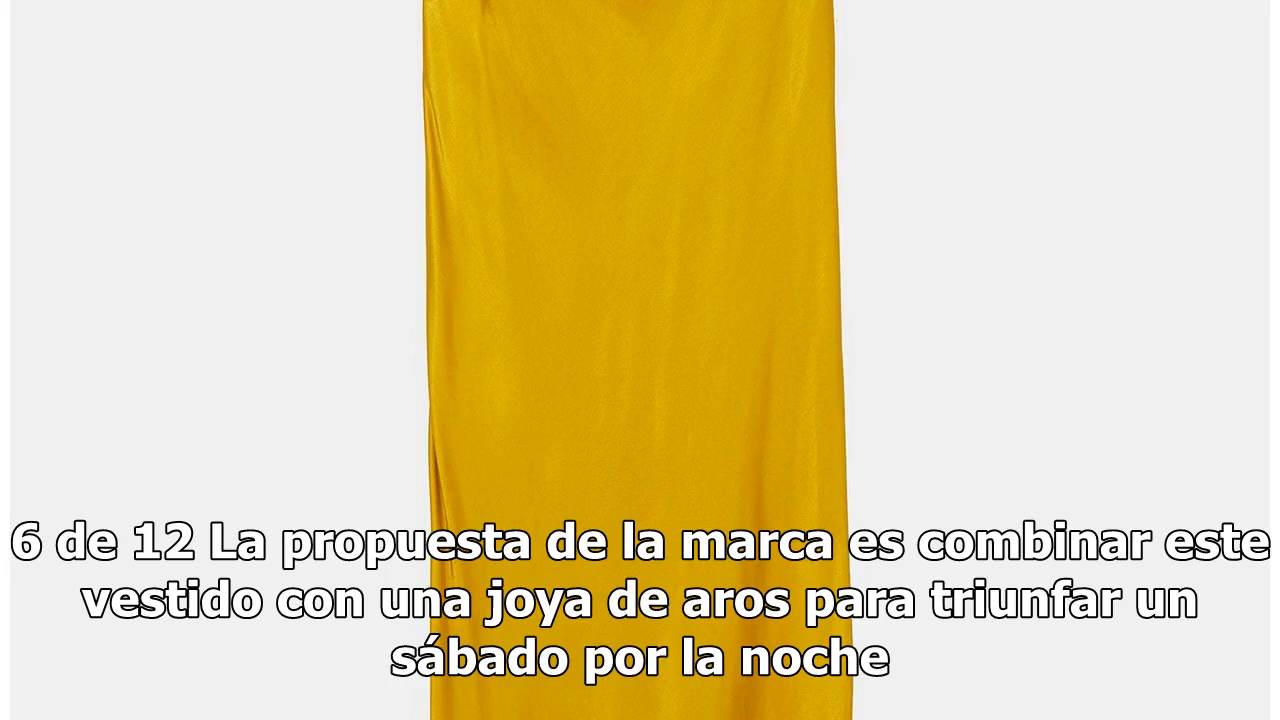 6 de 12 La propuesta de la marca es combinar este
vestido con una joya de aros para triunfar un
sábado por la noche